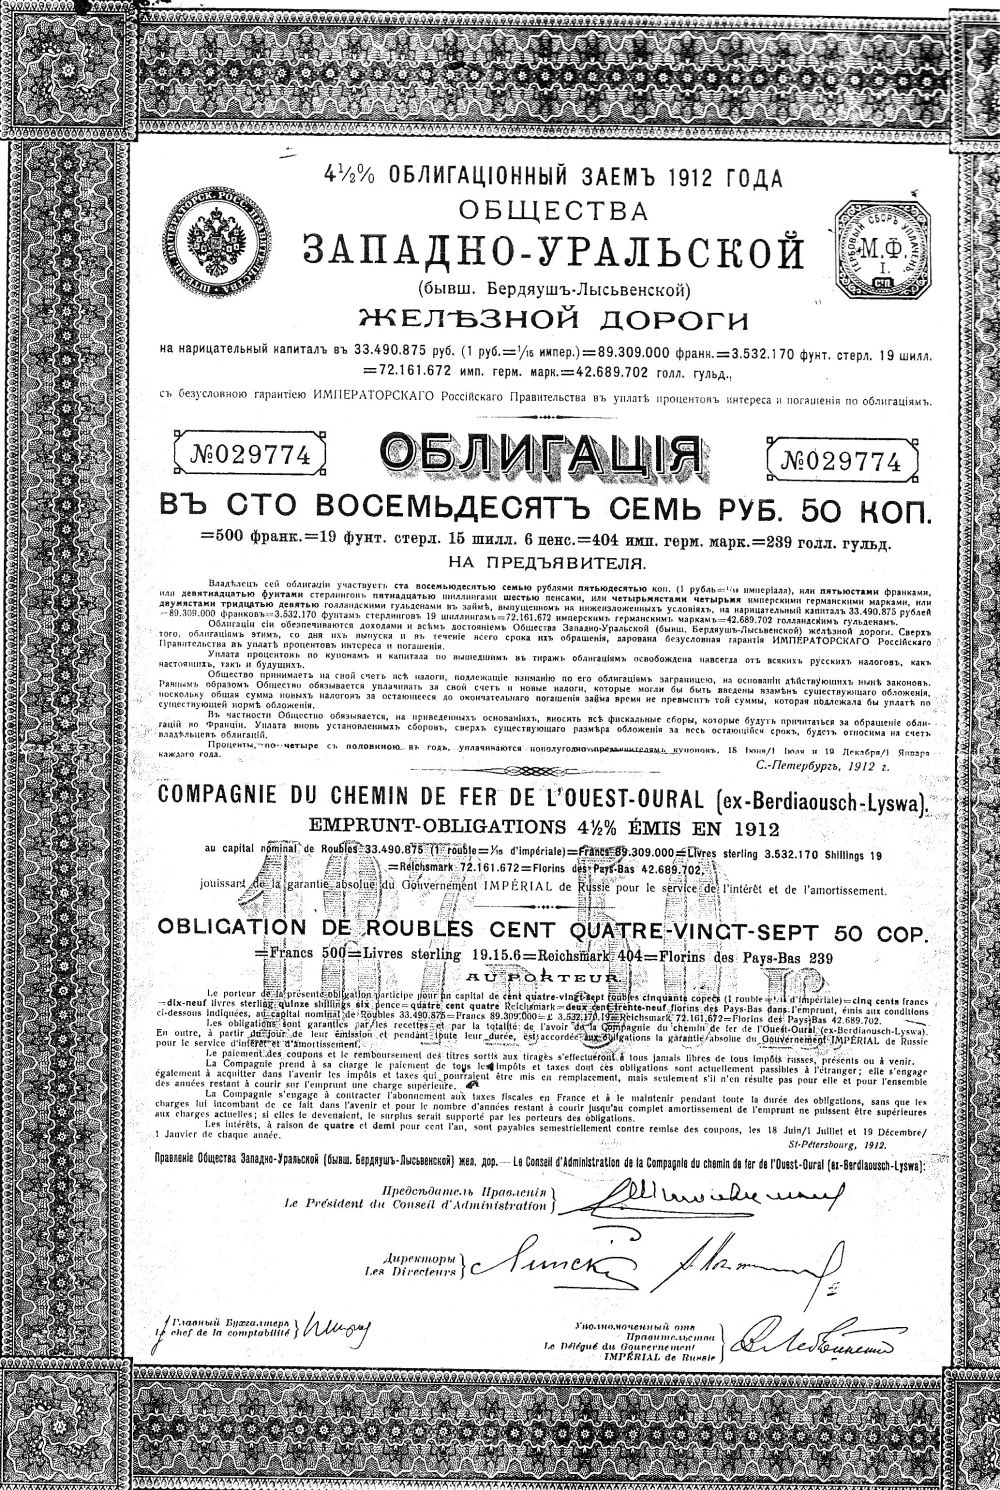 4½% ОБЛИГАЦІОННЫЙ ЗАЕМЪ 1912 ГОДА
ОБЩЕСТВА
ЗАПАДНО-УРАЛЬСКОЙ
(бывш. Бердяушъ-Лысьвенской)
ЖЕЛѢЗНОЙ ДОРОГИ
ГЕРБОВЫЙ СБОРЪ УПЛАЧЕНЪ.
М.Ф.
I.
СП.
на нарицательный капиталъ въ 33.490.875 руб. (1 руб.=1/15 импер.)=89.309.000 франк.=3.532.170 фунт. стерл. 19 шилл.
=72.161.672 имп. герм. марк.=42.689.702 голл. гульд.,
съ безусловною гарантіею ИМПЕРАТОРСКАГО Россійскаго Правительства въ уплатѣ процентовъ интереса и погашенія по облигаціямъ.
№029774
ОБЛИГАЦІЯ
№029774
ВЪ СТО ВОСЕМЬДЕСЯТЪ СЕМЬ РУБ. 50 КОП.
=500 франк.=19 фунт. стерл. 15 шилл. 6 пенс.=404 имп. герм. марк.=239 голл. гульд.
НА ПРЕДЪЯВИТЕЛЯ.
Владѣлецъ сей облигаціи участвуетъ ста восемьюдесятью семью рублями пятьюдесятью коп. (1 рубль=1/15 имперіала), или пятьюстами франками,
или девятнадцатью фунтами стерлинговъ пятнадцатью шиллингами шестью пенсами, или четырьмястами четырьмя имперскими германскими марками, или
двумястами тридцатью девятью голландскими гульденами въ займѣ, выпущенномъ на нижеизложенныхъ условіяхъ, на нарицательный капиталъ 33.490.875 рублей
=89.309.000 франковъ=3.532.170 фунтамъ стерлинговъ 19 шиллингамъ=72.161.672 имперскимъ германскимъ маркамъ=42.689.702 голландскимъ гульденамъ.
Облигаціи сіи обезпечиваются доходами и всѣмъ достояніемъ Общества Западно-Уральской (бывш. Бердяушъ-Лысьвенской) желѣзной дороги. Сверхъ
того, облигаціямъ этимъ, со дня ихъ выпуска и въ теченіе всего срока ихъ обращенія, дарована безусловная гарантія ИМПЕРАТОРСКАГО Россійскаго
Правительства въ уплатѣ процентовъ интереса и погашенія.
Уплата процентовъ по купонамъ и капитала по вышедшимъ въ тиражъ облигаціямъ освобождена навсегда отъ всякихъ русскихъ налоговъ, какъ
настоящихъ, такъ и будущихъ.
Общество принимаетъ на свой счетъ всѣ налоги, подлежащіе взиманію по его облигаціямъ заграницею, на основаніи дѣйствующихъ нынѣ законовъ.
Равнымъ образомъ Общество обязывается уплачивать за свой счетъ и новые налоги, которые могли бы быть введены взамѣнъ существующаго обложенія,
поскольку общая сумма новыхъ налоговъ за остающееся до окончательнаго погашенія займа время не превыситъ той суммы, которая подлежала бы уплатѣ по
существующей нормѣ обложенія.
Въ частности Общество обязывается, на приведенныхъ основаніяхъ, вносить всѣ фискальные сборы, которые будутъ причитаться за обращеніе обли-
гацій во Франціи. Уплата вновь установленныхъ сборовъ, сверхъ существующаго размѣра обложенія за весь остающійся срокъ, будетъ относима на счетъ
владѣльцевъ облигацій.
Проценты, по четыре съ половиною въ годъ, уплачиваются пополугодно предъявителямъ купоновъ, 18 Іюня/1 Іюля и 19 Декабря/1 Января
каждаго года.
С.-Петербургъ, 1912 г.
COMPAGNIE DU CHEMIN DE FER DE L'OUEST-OURAL (ex-Berdiaousch-Lyswa).
EMPRUNT-OBLIGATIONS 4½% ÉMIS EN 1912
au capital nominal de Roubles 33.490.875 (1 rouble=1/15 d'impériale)=Francs 89.309.000=Livres sterling 3.532.170 Shillings 19
=Reichsmark 72.161.672=Florins des Pays-Bas 42.689.702,
jouissant de la garantie absolue du Gouvernement IMPÉRIAL de Russie pour le service de l'intérêt et de l'amortissement.
187 50
OBLIGATION DE ROUBLES CENT QUATRE-VINGT-SEPT 50 COP.
=Francs 500=Livres sterling 19.15.6=Reichsmark 404=Florins des Pays-Bas 239
AU PORTEUR.
Le porteur de la présente obligation participe pour un capital de cent quatre-vingt-sept roubles cinquante copecs (1 rouble=1/15 d'impériale)=cinq cents francs
=dix-neuf livres sterling quinze shillings six pence=quatre cent quatre Reichsmark=deux cent trente-neuf florins des Pays-Bas dans l'emprunt, émis aux conditions
ci-dessous indiquées, au capital nominal de Roubles 33.490.875=Francs 89.309.000=£ 3.532.170.19=Reichsmark 72.161.672=Florins des Pays-Bas 42.689.702.
Les obligations sont garanties par les recettes et par la totalité de l'avoir de la Compagnie du chemin de fer de l'Ouest-Oural (ex-Berdiaousch-Lyswa).
En outre, à partir du jour de leur émission et pendant toute leur durée, est accordée aux obligations la garantie absolue du Gouvernement IMPÉRIAL de Russie
pour le service d'intérêt et d'amortissement.
Le paiement des coupons et le remboursement des titres sortis aux tirages s'effectueront à tous jamais libres de tous impôts russes, présents ou à venir.
La Compagnie prend à sa charge le paiement de tous les impôts et taxes dont ces obligations sont actuellement passibles à l'étranger; elle s'engage
également à acquitter dans l'avenir les impôts et taxes qui pourraient être mis en remplacement, mais seulement s'il n'en résulte pas pour elle et pour l'ensemble
des années restant à courir sur l'emprunt une charge supérieure.
La Compagnie s'engage à contracter l'abonnement aux taxes fiscales en France et à le maintenir pendant toute la durée des obligations, sans que les
charges lui incombant de ce fait dans l'avenir et pour le nombre d'années restant à courir jusqu'au complet amortissement de l'emprunt ne puissent être supérieures
aux charges actuelles; si elles le devenaient, le surplus serait supporté par les porteurs des obligations.
Les intérêts, à raison de quatre et demi pour cent l'an, sont payables semestriellement contre remise des coupons, les 18 Juin/1 Juillet et 19 Décembre/
1 Janvier de chaque année.
St-Pétersbourg, 1912.
Правленіе Общества Западно-Уральской (бывш. Бердяушъ-Лысьвенской) жел. дор.—Le Conseil d'Administration de la Compagnie du chemin de fer de l'Ouest-Oural (ex-Berdiaousch-Lyswa):
Предсѣдатель Правленія
Le Président du Conseil d'Administration
Директоры
Les Directeurs
Главный Бухгалтеръ
Le chef de la comptabilité
Уполномоченный отъ
Правительства
Le Délégué du Gouvernement
IMPÉRIAL de Russie